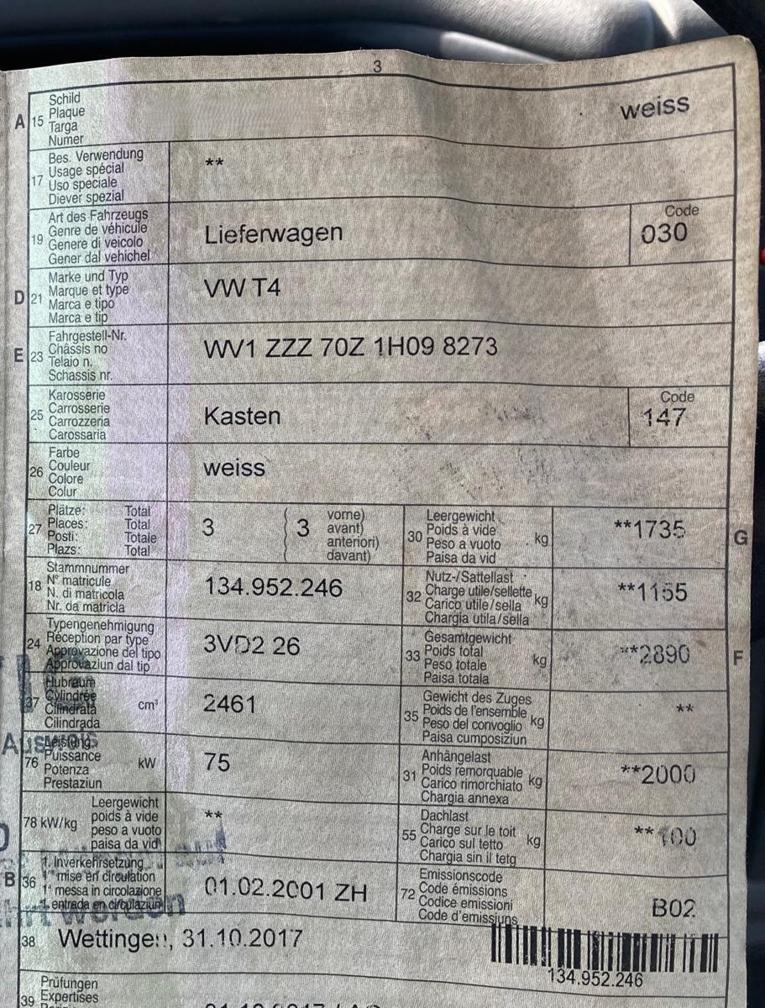 3
A 15 Schild
Plaque
Targa
Numer
weiss
17 Bes. Verwendung
Usage spécial
Uso speciale
Diever spezial
**
19 Art des Fahrzeugs
Genre de véhicule
Genere di veicolo
Gener dal vehichel
Lieferwagen
Code
030
D 21 Marke und Typ
Marque et type
Marca e tipo
Marca e tip
VW T4
E 23 Fahrgestell-Nr.
Châssis no
Telaio n.
Schassis nr.
WV1 ZZZ 70Z 1H09 8273
25 Karosserie
Carrosserie
Carrozzeria
Carossaria
Kasten
Code
147
26 Farbe
Couleur
Colore
Colur
weiss
27 Plätze: Total
Places: Total
Posti: Totale
Plazs: Total
3
3 vorne)
avant)
anteriori)
davant)
30 Leergewicht
Poids à vide
Peso a vuoto
Paisa da vid
kg
**1735
G
18 Stammnummer
N° matricule
N. di matricola
Nr. da matricla
134.952.246
32 Nutz-/Sattellast
Charge utile/sellette
Carico utile/sella
Chargia utila/sella
kg
**1155
24 Typengenehmigung
Réception par type
Approvazione del tipo
Approvaziun dal tip
3VD2 26
33 Gesamtgewicht
Poids total
Peso totale
Paisa totala
kg
**2890
F
37 Hubraum
Cylindrée
Cilindrata
Cilindrada
cm³
2461
35 Gewicht des Zuges
Poids de l'ensemble
Peso del convoglio
Paisa cumposiziun
kg
**
76 Leistung
Puissance
Potenza
Prestaziun
kW
75
31 Anhängelast
Poids remorquable
Carico rimorchiato
Chargia annexa
kg
**2000
78 kW/kg Leergewicht
poids à vide
peso a vuoto
paisa da vid
**
55 Dachlast
Charge sur le toit
Carico sul tetto
Chargia sin il tetg
kg
**100
B 36 1. Inverkehrsetzung
1re mise en circulation
1a messa in circolazione
1. entrada en circulaziun
01.02.2001 ZH
72 Emissionscode
Code émissions
Codice emissioni
Code d'emissiuns
B02
38 Wettingen, 31.10.2017
134.952.246
39 Prüfungen
Expertises